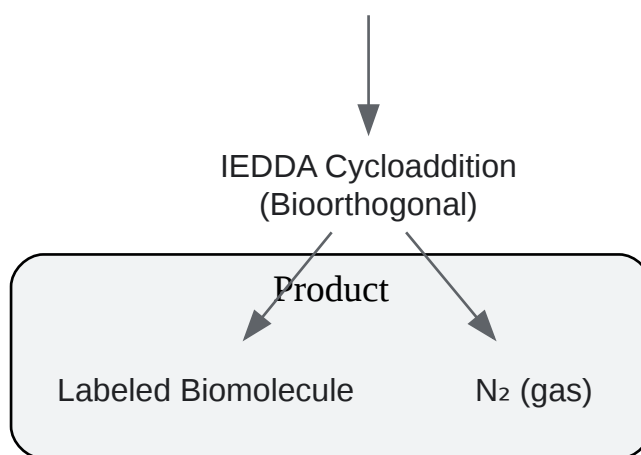 IEDDA Cycloaddition
(Bioorthogonal)
Product
Labeled Biomolecule
N₂ (gas)